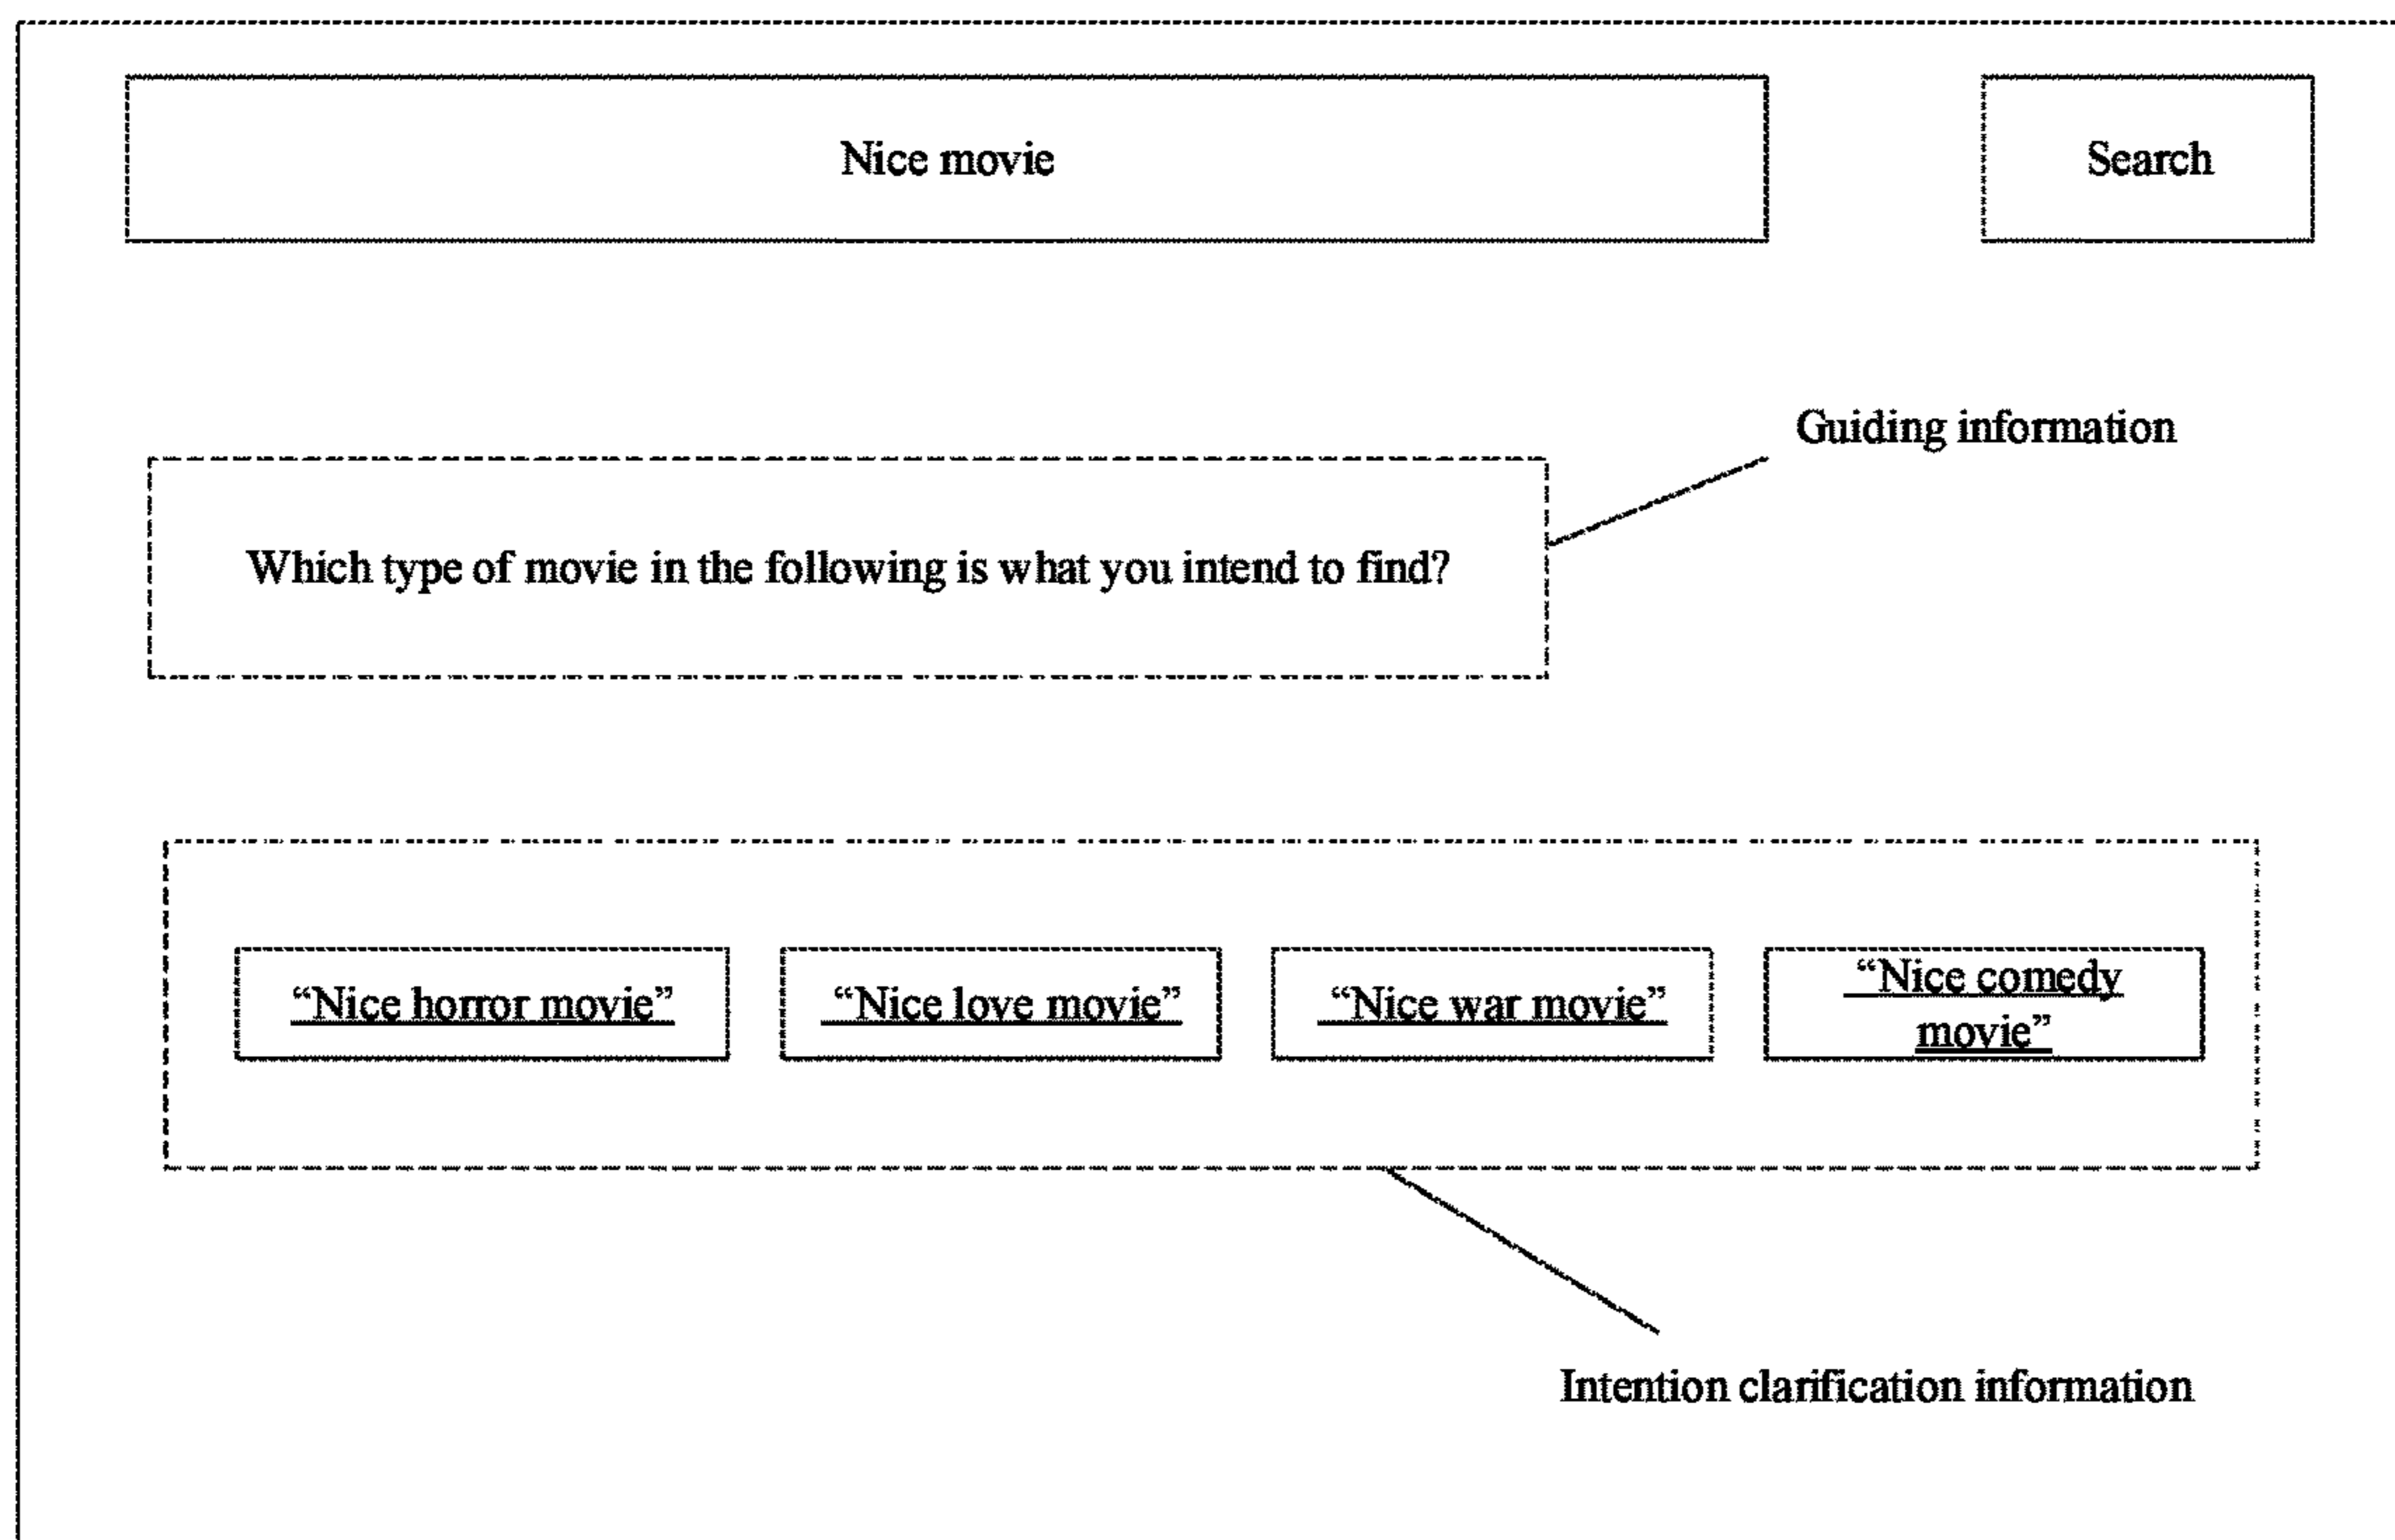 Nice movie
Search
Guiding information
Which type of movie in the following is what you intend to find?
“Nice horror movie”
“Nice love movie”
“Nice war movie”
“Nice comedy
movie”
Intention clarification information